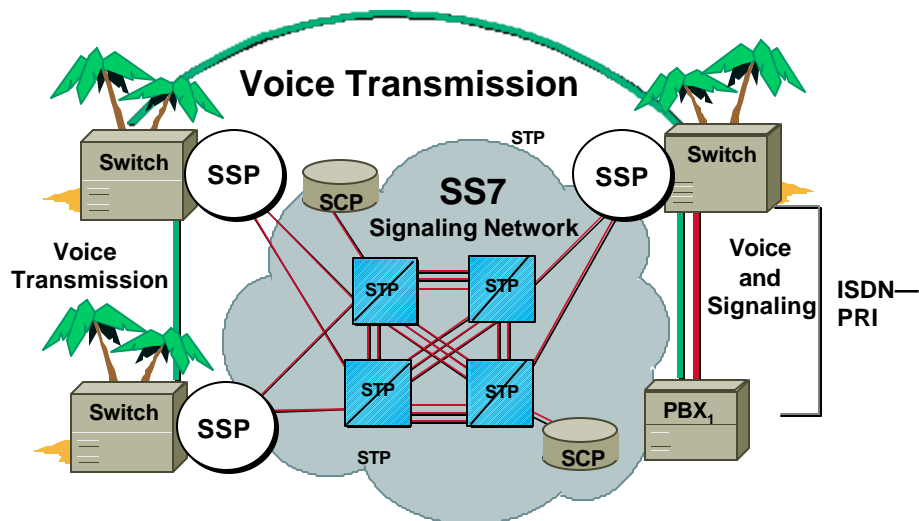 Voice Transmission
STP
Switch
SSP
SCP
SS7
Signaling Network
SSP
Switch
Voice
Transmission
STP
STP
Voice
and
Signaling
ISDN—
PRI
STP
STP
Switch
SSP
STP
SCP
PBX1